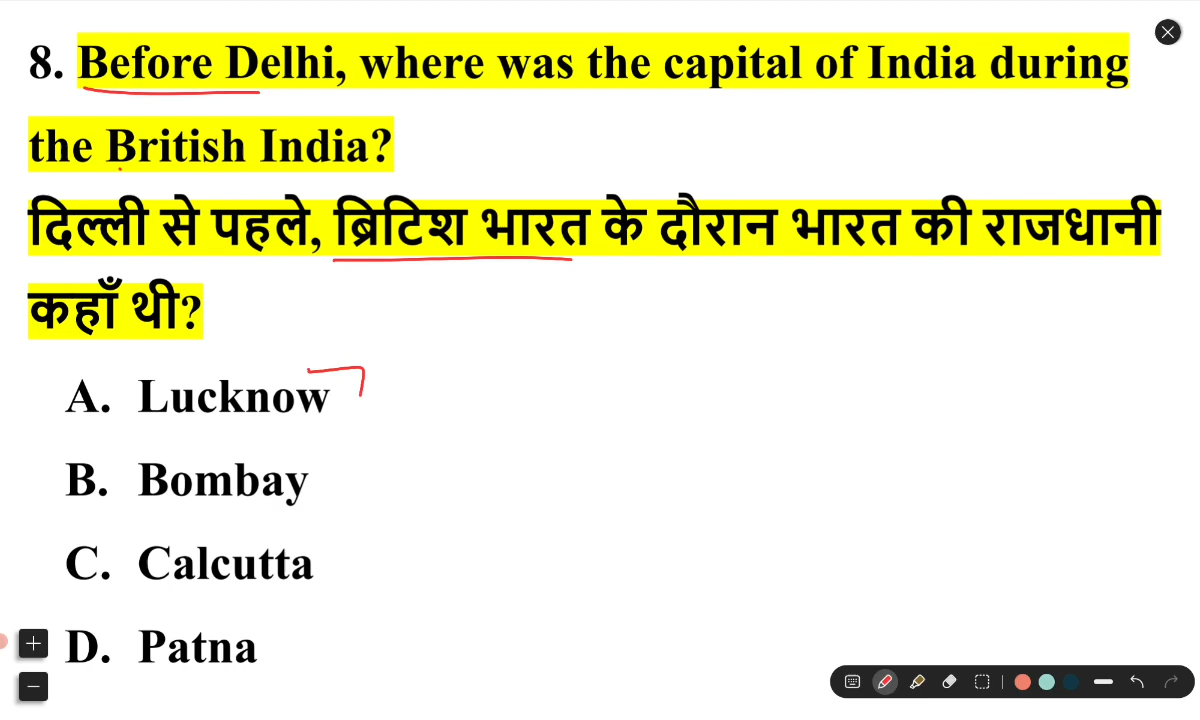 8. Before Delhi, where was the capital of India during
the British India?
दिल्ली से पहले, ब्रिटिश भारत के दौरान भारत की राजधानी
कहाँ थी?
A. Lucknow
B. Bombay
C. Calcutta
D. Patna